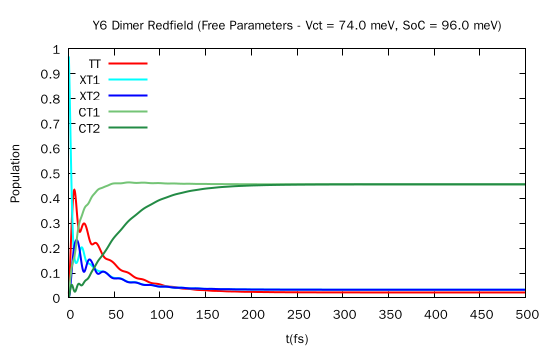 Y6 Dimer Redfield (Free Parameters - Vct = 74.0 meV, SoC = 96.0 meV)
1
0.9
0.8
0.7
0.6
0.5
0.4
0.3
0.2
0.1
0
Population
TT
XT1
XT2
CT1
CT2
0 50 100 150 200 250 300 350 400 450 500
t(fs)